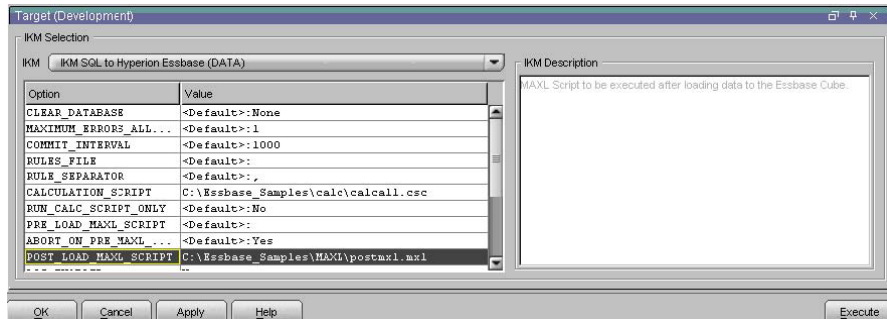 Target (Development)
IKM Selection
IKM IKM SQL to Hyperion Essbase (DATA)
Option Value
CLEAR_DATABASE <Default>:None
MAXIMUM_ERRORS_ALL... <Default>:1
COMMIT_INTERVAL <Default>:1000
RULES_FILE <Default>:
RULE_SEPARATOR <Default>:,
CALCULATION_SCRIPT C:\Essbase_Samples\calc\calcall.csc
RUN_CALC_SCRIPT_ONLY <Default>:No
PRE_LOAD_MAXL_SCRIPT <Default>:
ABORT_ON_PRE_MAXL_... <Default>:Yes
POST_LOAD_MAXL_SCRIPT C:\Essbase_Samples\MAXL\postmxl.mxl
IKM Description
MAXL Script to be executed after loading data to the Essbase Cube.
OK Cancel Apply Help Execute